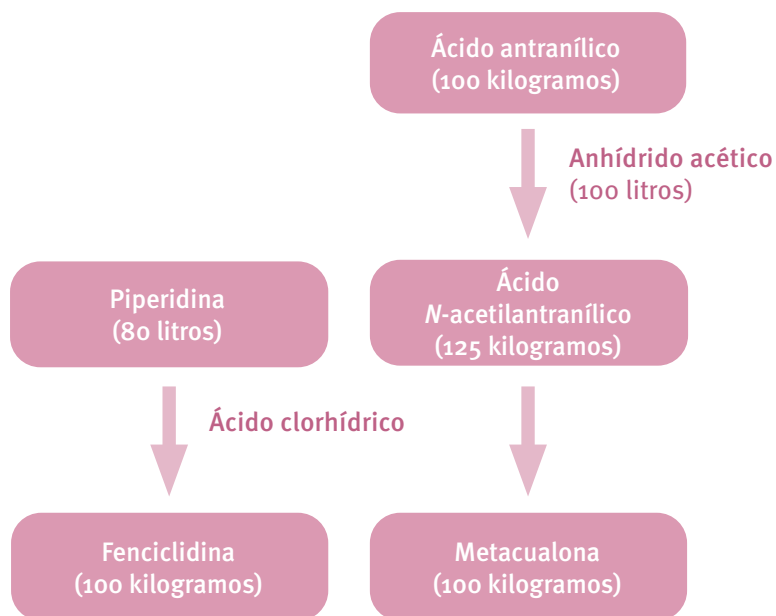 Ácido antranílico
(100 kilogramos)
Anhídrido acético
(100 litros)
Piperidina
(80 litros)
Ácido
N-acetilantranílico
(125 kilogramos)
Ácido clorhídrico
Fenciclidina
(100 kilogramos)
Metacualona
(100 kilogramos)